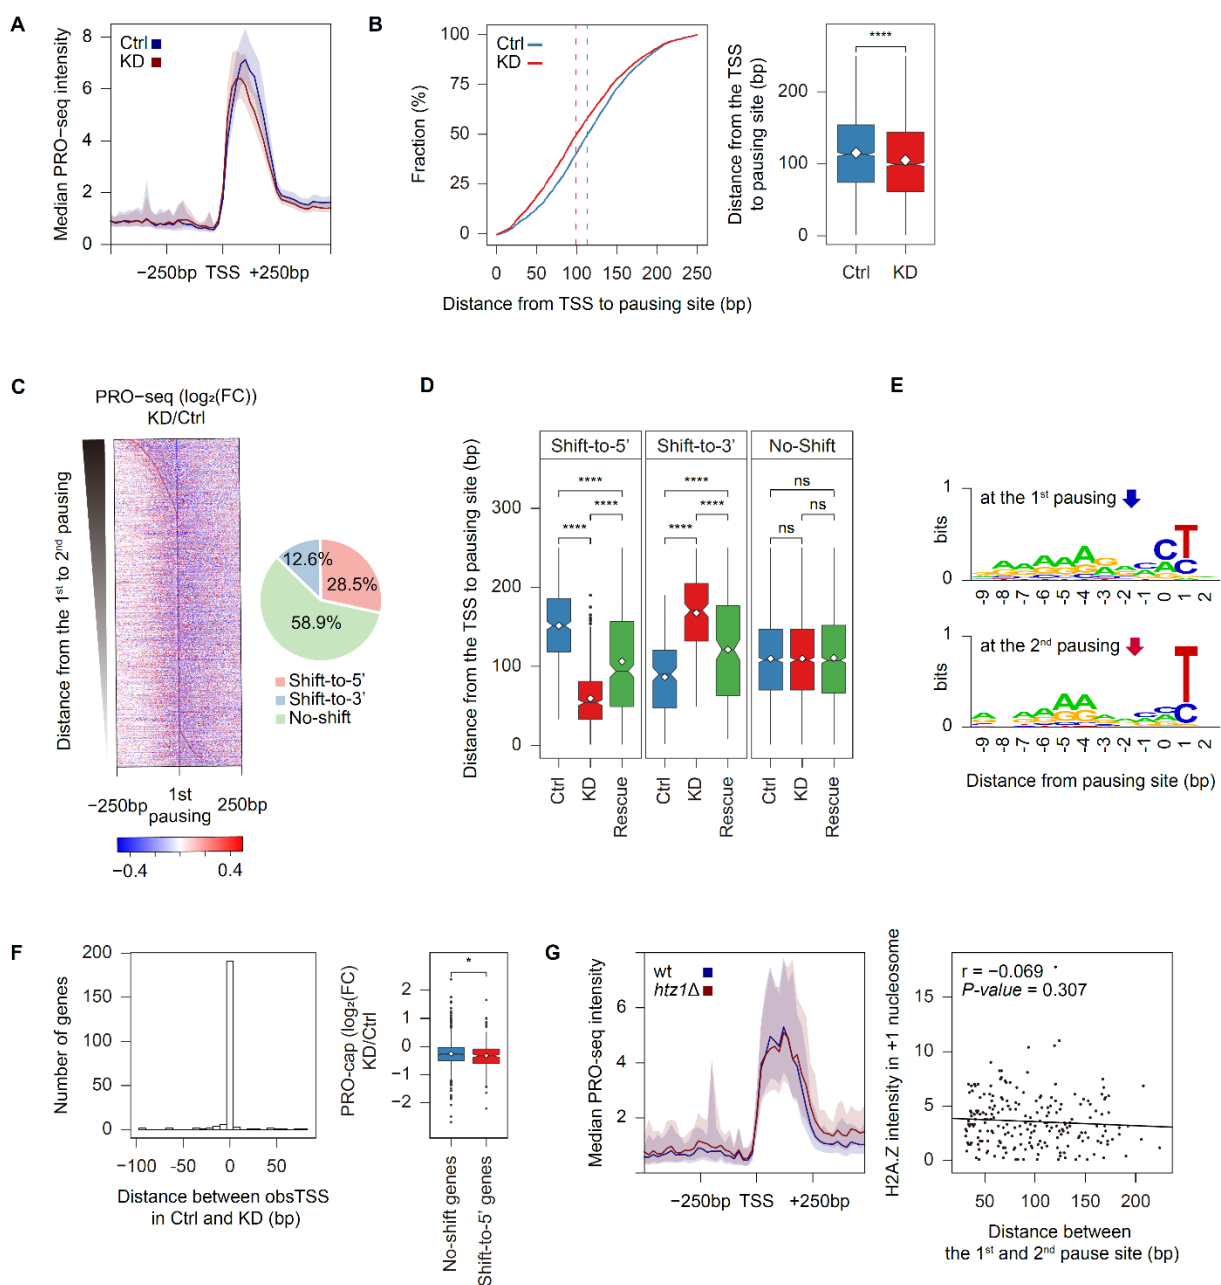 A
Median PRO-seq intensity
8
6
4
2
0
Ctrl
KD
−250bp TSS +250bp
B
Fraction (%)
100
75
50
25
0
Ctrl
KD
0 50 100 150 200 250
Distance from TSS to pausing site (bp)
Distance from the TSS
to pausing site (bp)
200
100
0
****
Ctrl KD
C
PRO−seq (log₂(FC))
KD/Ctrl
Distance from the 1st to 2nd pausing
−250bp 1st pausing 250bp
−0.4 0.4
12.6%
28.5%
58.9%
Shift-to-5'
Shift-to-3'
No-shift
D
Distance from the TSS to pausing site (bp)
300
200
100
0
Shift-to-5' Shift-to-3' No-Shift
**** **** ns
**** **** ns
**** **** ns
Ctrl KD Rescue Ctrl KD Rescue Ctrl KD Rescue
E
at the 1st pausing
bits
1
0
-9 -8 -7 -6 -5 -4 -3 -2 -1 0 1 2
at the 2nd pausing
bits
1
0
-9 -8 -7 -6 -5 -4 -3 -2 -1 0 1 2
Distance from pausing site (bp)
F
Number of genes
200
150
100
50
0
−100 −50 0 50
Distance between obsTSS
in Ctrl and KD (bp)
PRO-cap (log₂(FC)
KD/Ctrl
2
1
0
−1
−2
*
No-shift genes
Shift-to-5' genes
G
Median PRO-seq intensity
6
4
2
wt
htz1Δ
−250bp TSS +250bp
H2A.Z intensity in +1 nucleosome
15
10
5
0
r = −0.069
P-value = 0.307
50 100 150 200
Distance between
the 1st and 2nd pause site (bp)